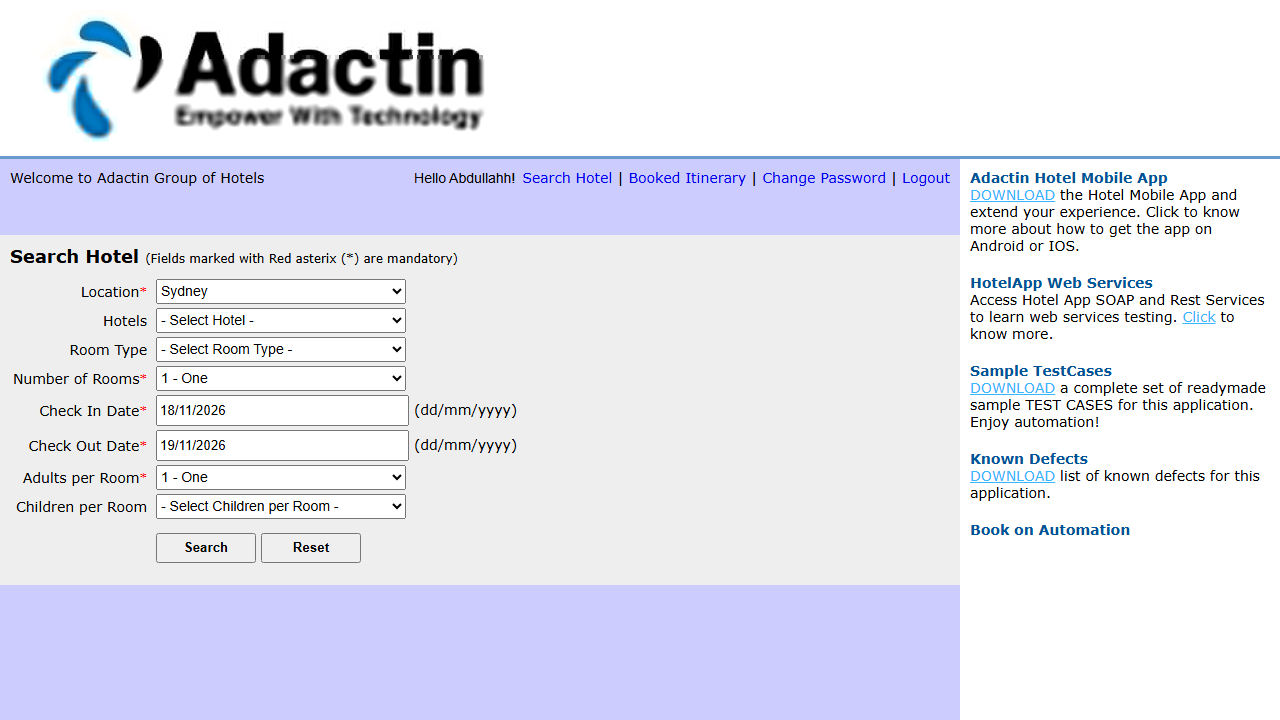 Adactin
Empower With Technology
Welcome to Adactin Group of Hotels
Hello Abdullahh! Search Hotel | Booked Itinerary | Change Password | Logout
Search Hotel (Fields marked with Red asterix (*) are mandatory)
Location* Sydney
Hotels - Select Hotel -
Room Type - Select Room Type -
Number of Rooms* 1 - One
Check In Date* 18/11/2026 (dd/mm/yyyy)
Check Out Date* 19/11/2026 (dd/mm/yyyy)
Adults per Room* 1 - One
Children per Room - Select Children per Room -
Search Reset
Adactin Hotel Mobile App
DOWNLOAD the Hotel Mobile App and
extend your experience. Click to know
more about how to get the app on
Android or IOS.
HotelApp Web Services
Access Hotel App SOAP and Rest Services
to learn web services testing. Click to
know more.
Sample TestCases
DOWNLOAD a complete set of readymade
sample TEST CASES for this application.
Enjoy automation!
Known Defects
DOWNLOAD list of known defects for this
application.
Book on Automation